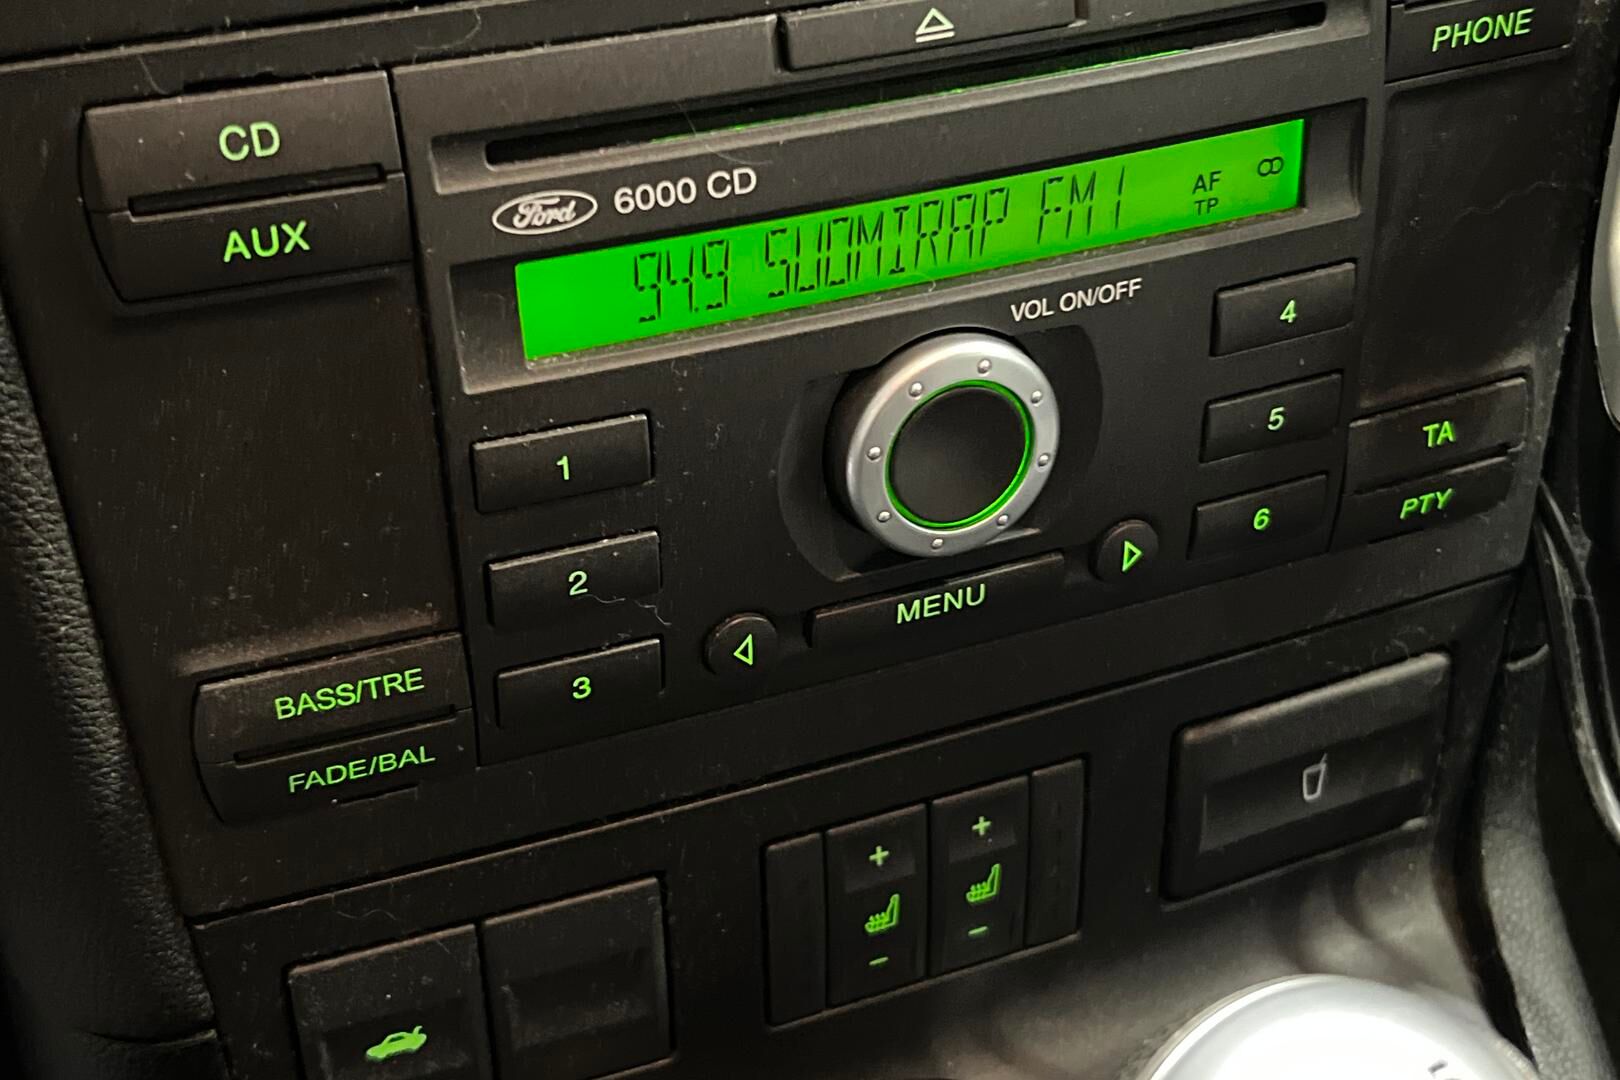 PHONE
CD
AUX
Ford 6000 CD
94.9 SUOMIRAP FM1
AF
TP
VOL ON/OFF
1
2
3
4
5
6
TA
PTY
MENU
BASS/TRE
FADE/BAL
+
+
-
-